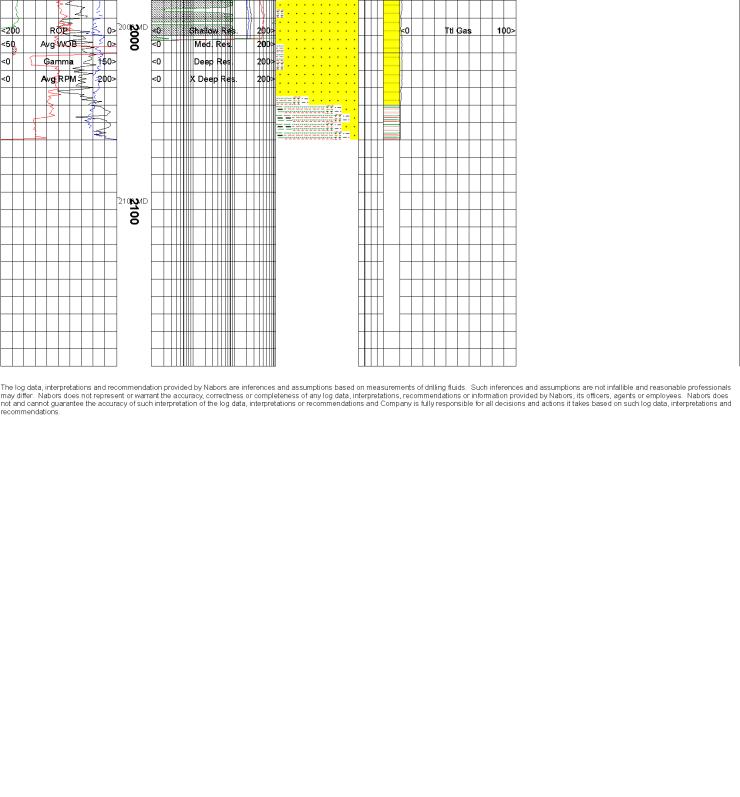 <200 ROP 0>
<50 Avg WOB 0>
<0 Gamma 150>
<0 Avg RPM 200>
2000 MD
2000
<0 Shallow Res. 200>
<0 Med. Res. 200>
<0 Deep Res. 200>
<0 X Deep Res. 200>
<0 Ttl Gas 100>
2100 MD
2100
The log data, interpretations and recommendation provided by Nabors are inferences and assumptions based on measurements of drilling fluids. Such inferences and assumptions are not infallible and reasonable professionals
may differ. Nabors does not represent or warrant the accuracy, correctness or completeness of any log data, interpretations, recommendations or information provided by Nabors, its officers, agents or employees. Nabors does
not and cannot guarantee the accuracy of such interpretation of the log data, interpretations or recommendations and Company is fully responsible for all decisions and actions it takes based on such log data, interpretations and
recommendations.